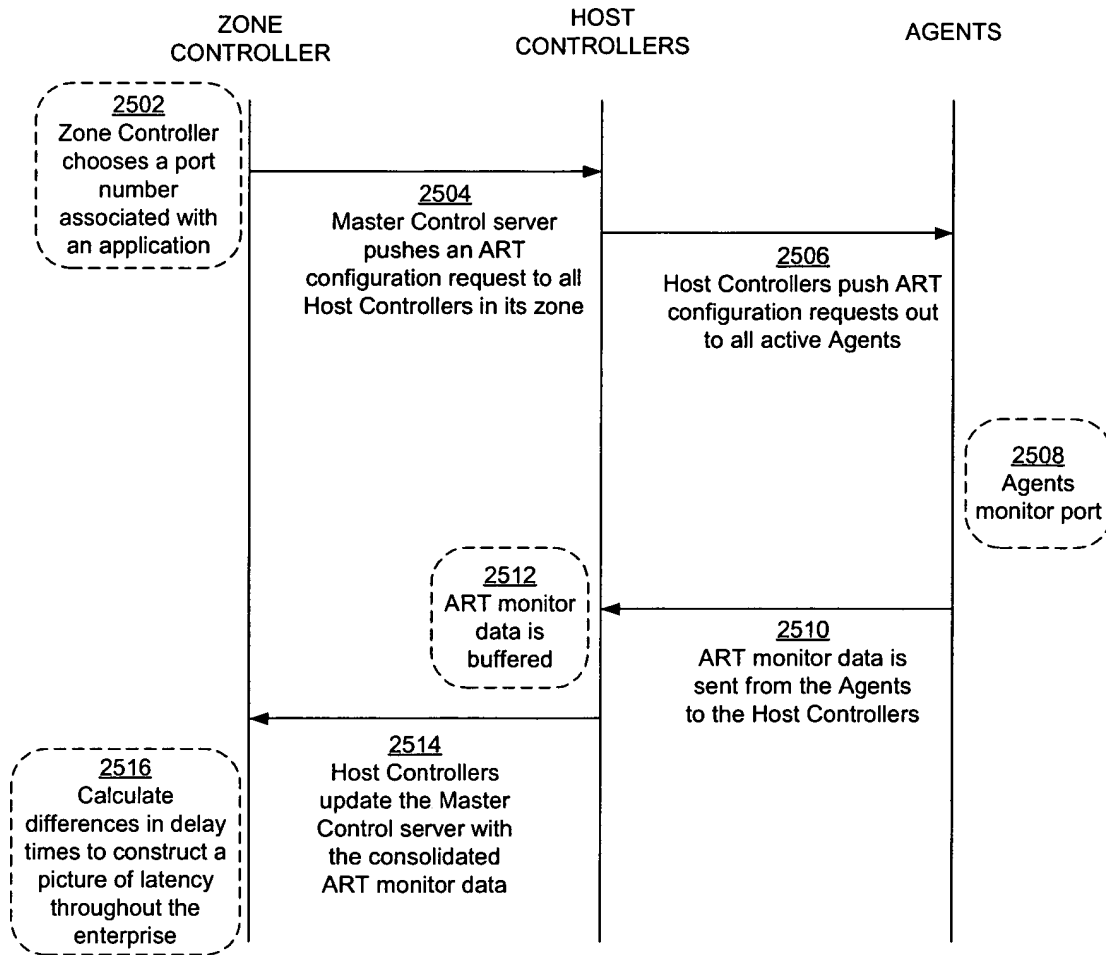 ZONE
CONTROLLER
HOST
CONTROLLERS
AGENTS
2502
Zone Controller
chooses a port
number
associated with
an application
2504
Master Control server
pushes an ART
configuration request to all
Host Controllers in its zone
2506
Host Controllers push ART
configuration requests out
to all active Agents
2508
Agents
monitor port
2512
ART monitor
data is
buffered
2510
ART monitor data is
sent from the Agents
to the Host Controllers
2514
Host Controllers
update the Master
Control server with
the consolidated
ART monitor data
2516
Calculate
differences in delay
times to construct a
picture of latency
throughout the
enterprise